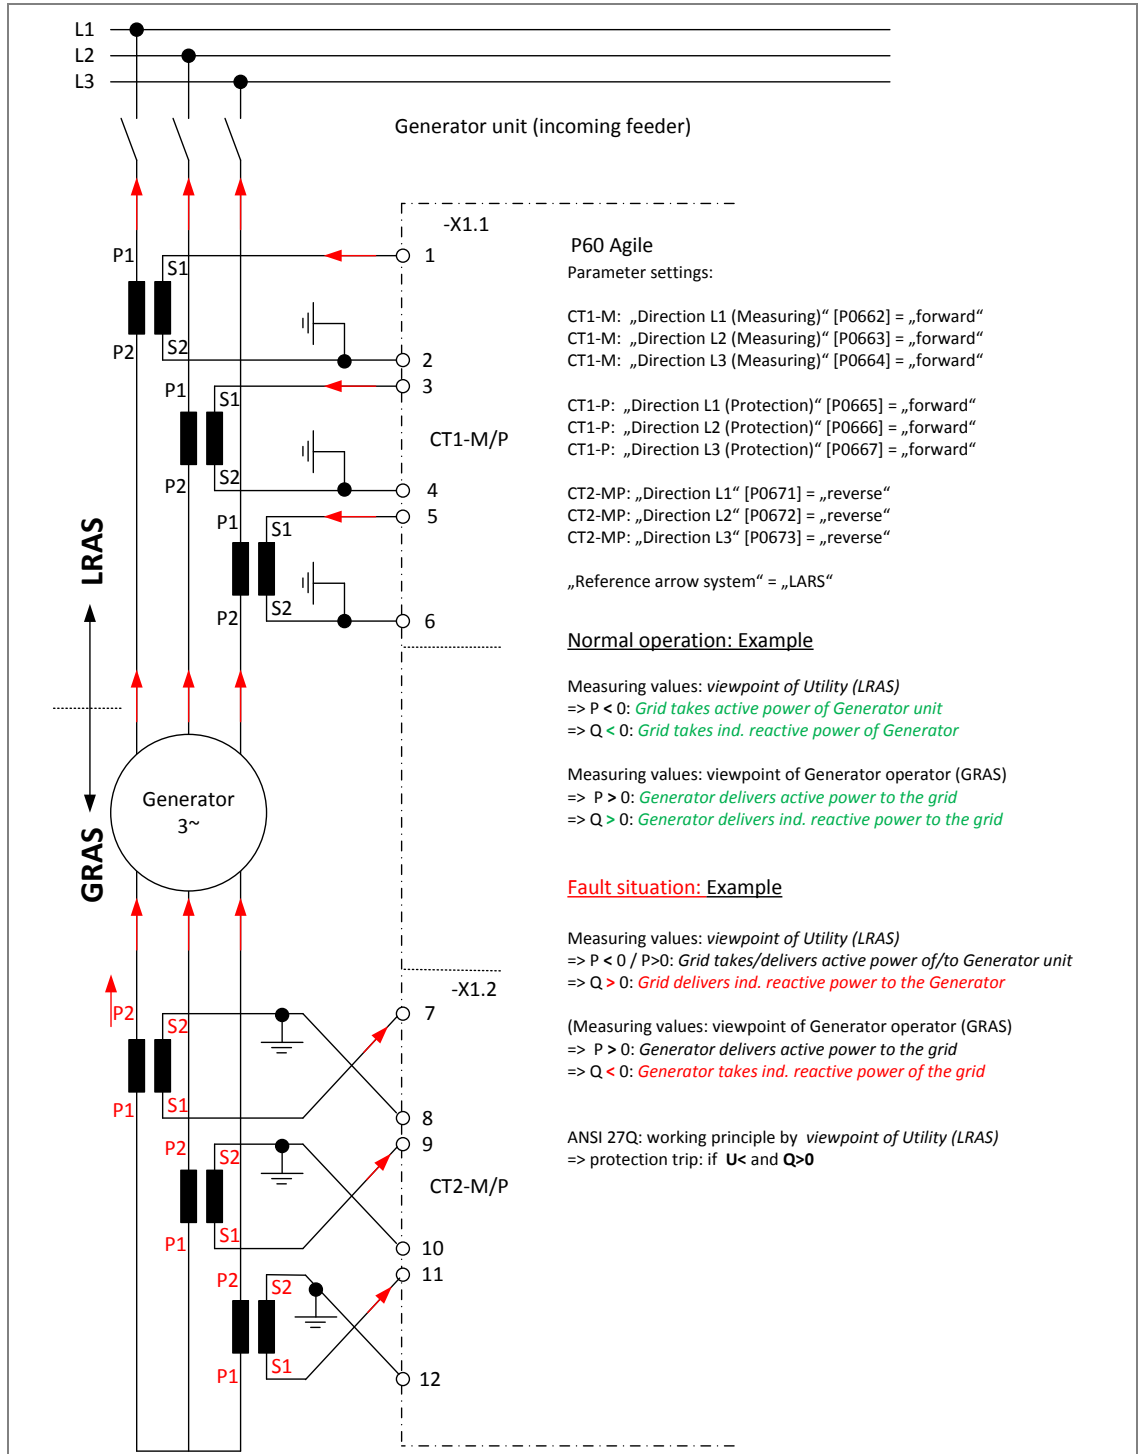 L1
L2
L3
Generator unit (incoming feeder)
-X1.1
P1
S1
1
P2
S2
2
P1
S1
3
CT1-M/P
P2
S2
4
P1
S1
5
P2
S2
6
LRAS
GRAS
Generator
3~
-X1.2
P2
S2
7
P1
S1
8
P2
S2
9
CT2-M/P
P1
S1
10
P2
S2
11
P1
S1
12
P60 Agile
Parameter settings:
CT1-M: „Direction L1 (Measuring)“ [P0662] = „forward“
CT1-M: „Direction L2 (Measuring)“ [P0663] = „forward“
CT1-M: „Direction L3 (Measuring)“ [P0664] = „forward“
CT1-P: „Direction L1 (Protection)“ [P0665] = „forward“
CT1-P: „Direction L2 (Protection)“ [P0666] = „forward“
CT1-P: „Direction L3 (Protection)“ [P0667] = „forward“
CT2-MP: „Direction L1“ [P0671] = „reverse“
CT2-MP: „Direction L2“ [P0672] = „reverse“
CT2-MP: „Direction L3“ [P0673] = „reverse“
„Reference arrow system“ = „LARS“
Normal operation: Example
Measuring values: viewpoint of Utility (LRAS)
=> P < 0: Grid takes active power of Generator unit
=> Q < 0: Grid takes ind. reactive power of Generator
Measuring values: viewpoint of Generator operator (GRAS)
=> P > 0: Generator delivers active power to the grid
=> Q > 0: Generator delivers ind. reactive power to the grid
Fault situation: Example
Measuring values: viewpoint of Utility (LRAS)
=> P < 0 / P>0: Grid takes/delivers active power of/to Generator unit
=> Q > 0: Grid delivers ind. reactive power to the Generator
(Measuring values: viewpoint of Generator operator (GRAS)
=> P > 0: Generator delivers active power to the grid
=> Q < 0: Generator takes ind. reactive power of the grid
ANSI 27Q: working principle by viewpoint of Utility (LRAS)
=> protection trip: if U< and Q>0